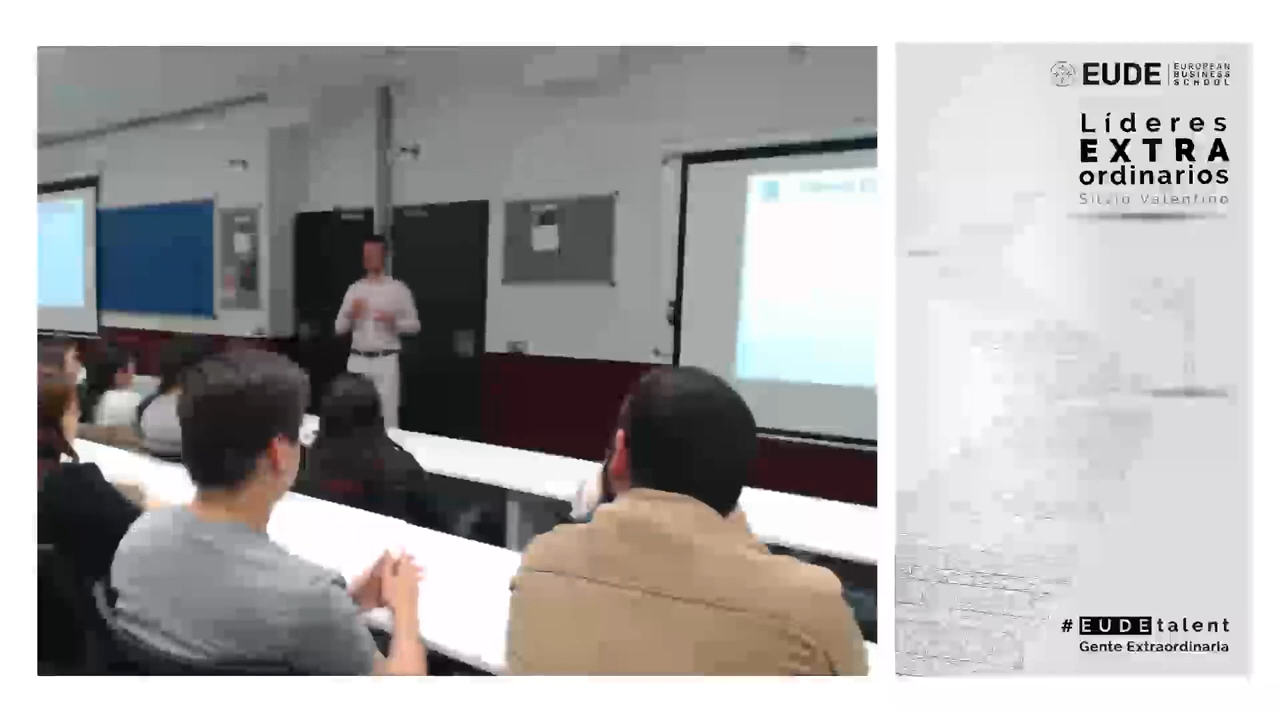 EUDE
EUROPEAN
BUSINESS
SCHOOL
Líderes
EXTRA
ordinarios
Silvio Valentino
#EUDEtalent
Gente Extraordinaria